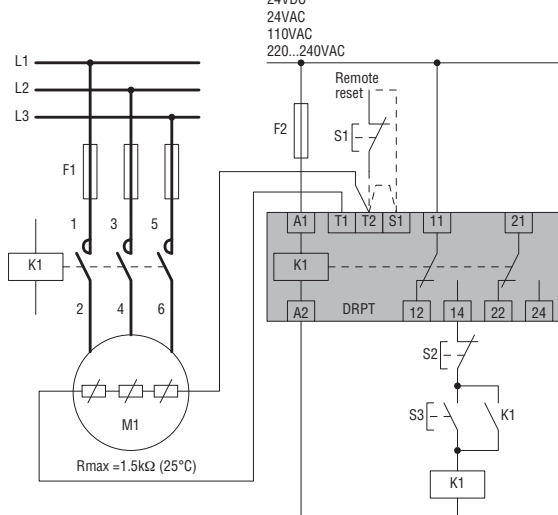 24VDC
24VAC
110VAC
220...240VAC
L1
L2
L3
Remote
reset
F1
F2
S1
1 3 5
A1 T1 T2 S1 11 21
K1
K1
2 4 6
A2 DRPT 12 14 22 24
S2
M1
S3
K1
Rmax =1.5kΩ (25°C)
K1